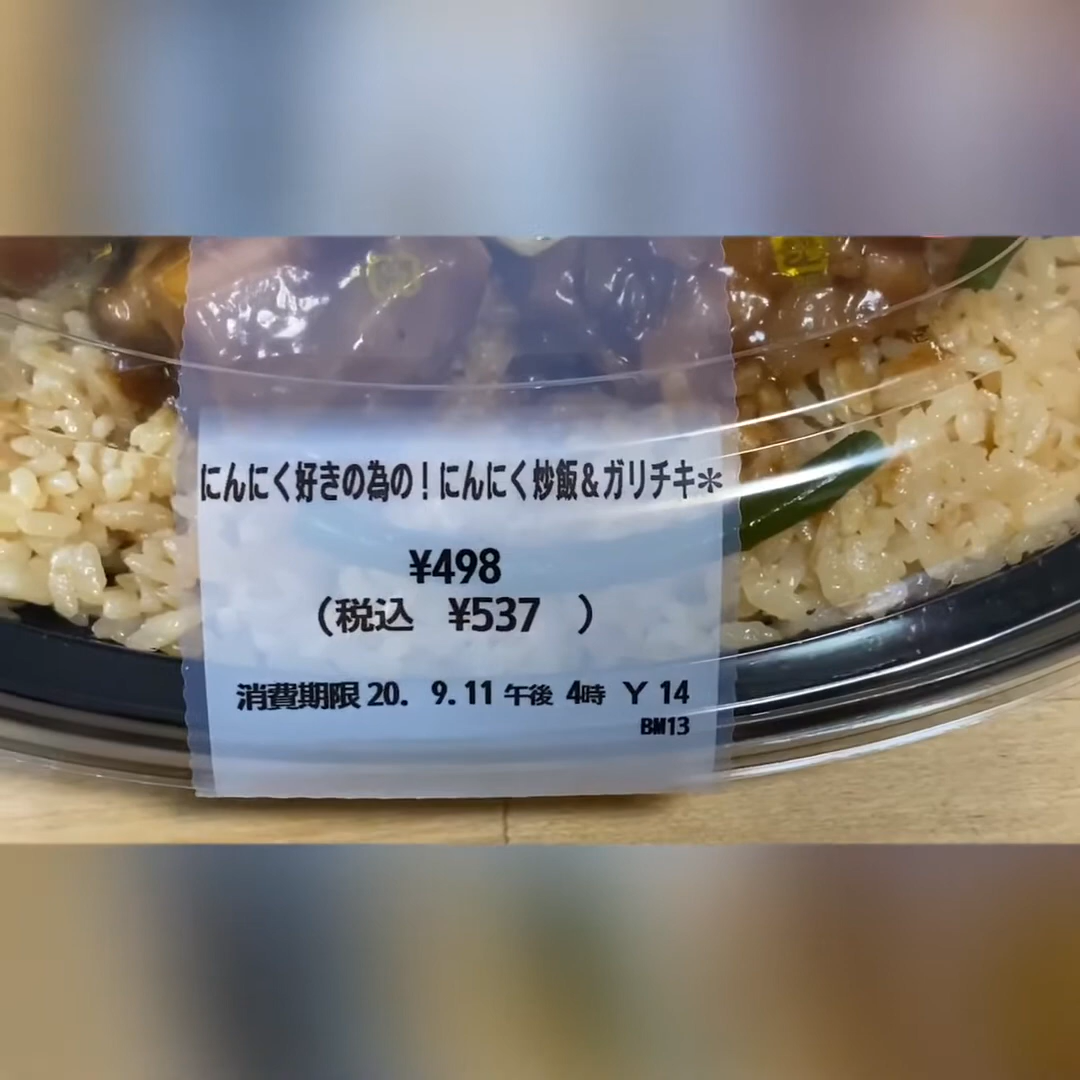 にんにく好きの為の！にんにく炒飯＆ガリチキ＊
¥498
（税込 ¥537 ）
消費期限 20. 9.11 午後 4時 Y 14
BM13